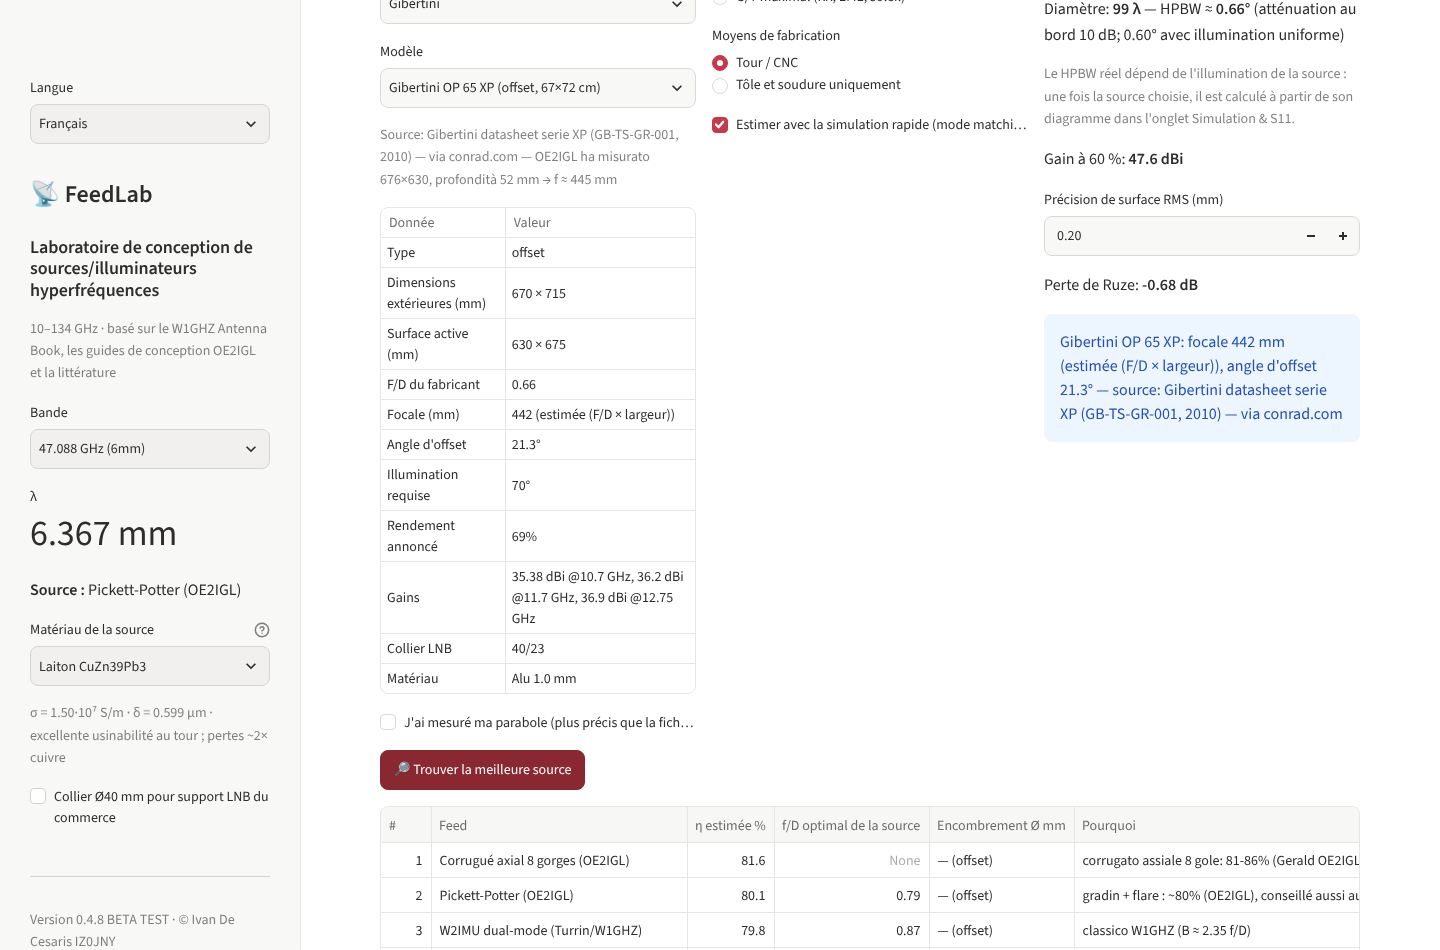 Langue
Français
📡 FeedLab
Laboratoire de conception de
sources/illuminateurs
hyperfréquences
10–134 GHz · basé sur le W1GHZ Antenna
Book, les guides de conception OE2IGL
et la littérature
Bande
47.088 GHz (6mm)
λ
6.367 mm
Source : Pickett-Potter (OE2IGL)
Matériau de la source
Laiton CuZn39Pb3
σ = 1.50·10⁷ S/m · δ = 0.599 µm ·
excellente usinabilité au tour ; pertes ~2×
cuivre
Collier Ø40 mm pour support LNB du
commerce
Version 0.4.8 BETA TEST · © Ivan De
Cesaris IZ0JNY
Gibertini
Modèle
Gibertini OP 65 XP (offset, 67×72 cm)
Source: Gibertini datasheet serie XP (GB-TS-GR-001,
2010) — via conrad.com — OE2IGL ha misurato
676×630, profondità 52 mm → f ≈ 445 mm
Donnée Valeur
Type offset
Dimensions
extérieures (mm) 670 × 715
Surface active
(mm) 630 × 675
F/D du fabricant 0.66
Focale (mm) 442 (estimée (F/D × largeur))
Angle d'offset 21.3°
Illumination
requise 70°
Rendement
annoncé 69%
Gains 35.38 dBi @10.7 GHz, 36.2 dBi
@11.7 GHz, 36.9 dBi @12.75
GHz
Collier LNB 40/23
Matériau Alu 1.0 mm
J'ai mesuré ma parabole (plus précis que la fich…
🔎 Trouver la meilleure source
Moyens de fabrication
Tour / CNC
Tôle et soudure uniquement
Estimer avec la simulation rapide (mode matchi…
Diamètre: 99 λ — HPBW ≈ 0.66° (atténuation au
bord 10 dB; 0.60° avec illumination uniforme)
Le HPBW réel dépend de l'illumination de la source :
une fois la source choisie, il est calculé à partir de son
diagramme dans l'onglet Simulation & S11.
Gain à 60 %: 47.6 dBi
Précision de surface RMS (mm)
0.20
Perte de Ruze: -0.68 dB
Gibertini OP 65 XP: focale 442 mm
(estimée (F/D × largeur)), angle d'offset
21.3° — source: Gibertini datasheet serie
XP (GB-TS-GR-001, 2010) — via conrad.com
# Feed η estimée % f/D optimal de la source Encombrement Ø mm Pourquoi
1 Corrugué axial 8 gorges (OE2IGL) 81.6 None — (offset) corrugato assiale 8 gole: 81-86% (Gerald OE2IGL
2 Pickett-Potter (OE2IGL) 80.1 0.79 — (offset) gradin + flare : ~80% (OE2IGL), conseillé aussi au
3 W2IMU dual-mode (Turrin/W1GHZ) 79.8 0.87 — (offset) classico W1GHZ (B ≈ 2.35 f/D)